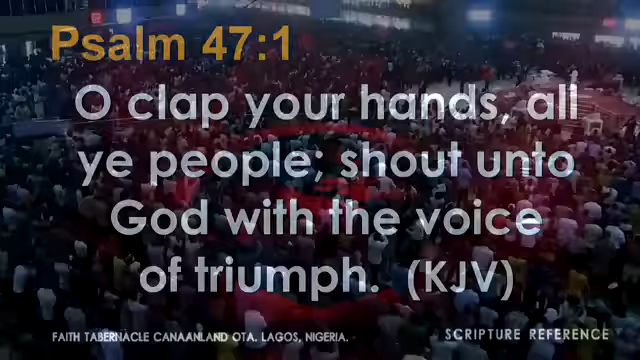 Psalm 47:1
O clap your hands, all
ye people; shout unto
God with the voice
of triumph. (KJV)
FAITH TABERNACLE CANAANLAND OTA. LAGOS, NIGERIA.
SCRIPTURE REFERENCE